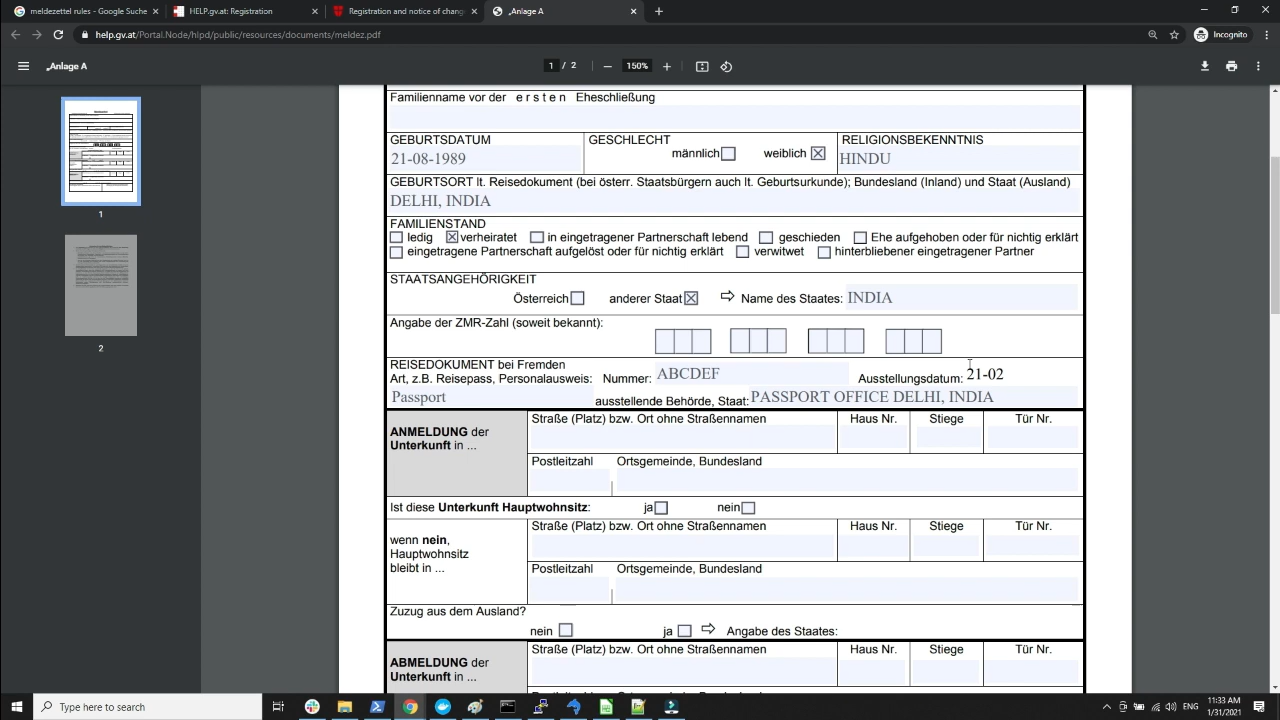 meldezettel rules - Google Suche
HELP.gv.at: Registration
Registration and notice of chang
„Anlage A
help.gv.at/Portal.Node/hlpd/public/resources/documents/meldez.pdf
Incognito
„Anlage A
1 / 2
150%
1
2
Familienname vor der e r s t e n Eheschließung
GEBURTSDATUM
GESCHLECHT
RELIGIONSBEKENNTNIS
männlich
weiblich
21-08-1989
HINDU
GEBURTSORT lt. Reisedokument (bei österr. Staatsbürgern auch lt. Geburtsurkunde); Bundesland (Inland) und Staat (Ausland)
DELHI, INDIA
FAMILIENSTAND
ledig verheiratet in eingetragener Partnerschaft lebend geschieden Ehe aufgehoben oder für nichtig erklärt
eingetragene Partnerschaft aufgelöst oder für nichtig erklärt verwitwet hinterbliebener eingetragener Partner
STAATSANGEHÖRIGKEIT
Österreich anderer Staat Name des Staates: INDIA
Angabe der ZMR-Zahl (soweit bekannt):
REISEDOKUMENT bei Fremden
Art, z.B. Reisepass, Personalausweis: Nummer: ABCDEF Ausstellungsdatum: 21-02
Passport ausstellende Behörde, Staat: PASSPORT OFFICE DELHI, INDIA
ANMELDUNG der
Unterkunft in ...
Straße (Platz) bzw. Ort ohne Straßennamen Haus Nr. Stiege Tür Nr.
Postleitzahl Ortsgemeinde, Bundesland
Ist diese Unterkunft Hauptwohnsitz: ja nein
wenn nein,
Hauptwohnsitz
bleibt in ...
Straße (Platz) bzw. Ort ohne Straßennamen Haus Nr. Stiege Tür Nr.
Postleitzahl Ortsgemeinde, Bundesland
Zuzug aus dem Ausland?
nein ja Angabe des Staates:
ABMELDUNG der
Unterkunft in ...
Straße (Platz) bzw. Ort ohne Straßennamen Haus Nr. Stiege Tür Nr.
Type here to search
ENG
11:33 AM
1/31/2021